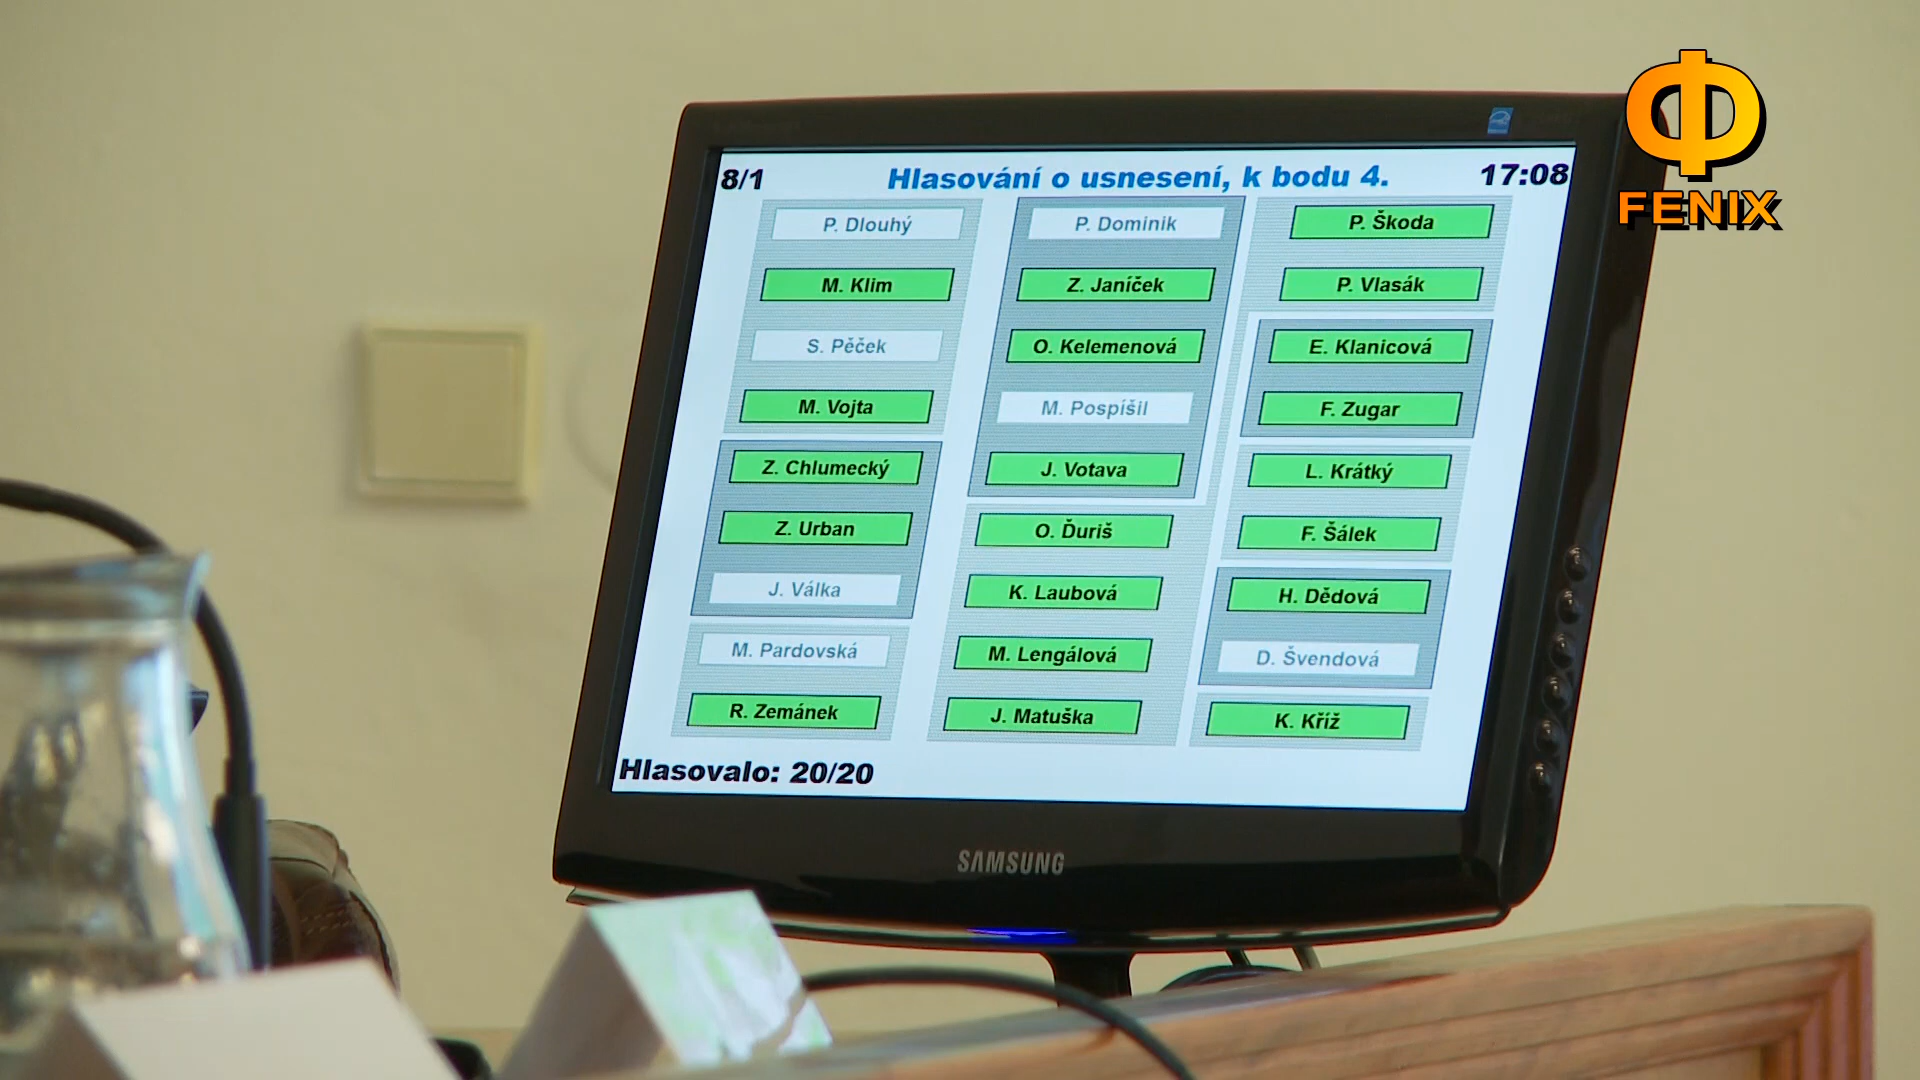 8/1 Hlasování o usnesení, k bodu 4. 17:08
P. Dlouhý
M. Klim
S. Pěček
M. Vojta
Z. Chlumecký
Z. Urban
J. Válka
M. Pardovská
R. Zemánek
P. Dominik
Z. Janíček
O. Kelemenová
M. Pospíšil
J. Votava
O. Ďuriš
K. Laubová
M. Lengálová
J. Matuška
P. Škoda
P. Vlasák
E. Klanicová
F. Zugar
L. Krátký
F. Šálek
H. Dědová
D. Švendová
K. Kříž
Hlasovalo: 20/20
SAMSUNG
FENIX